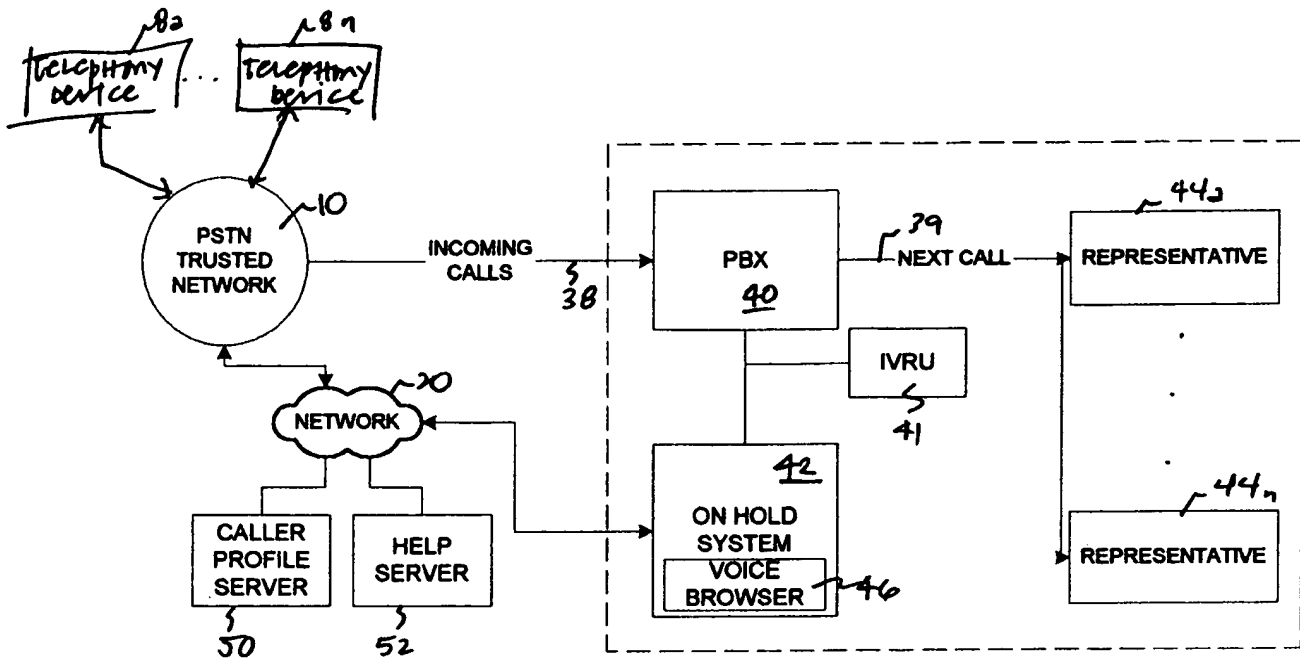 8a
8n
Telephony
Device
...
Telephony
Device
10
PSTN
TRUSTED
NETWORK
INCOMING
CALLS
38
PBX
40
39
NEXT CALL
44a
REPRESENTATIVE
IVRU
41
20
NETWORK
42
ON HOLD
SYSTEM
VOICE
BROWSER
46
44n
REPRESENTATIVE
CALLER
PROFILE
SERVER
50
HELP
SERVER
52